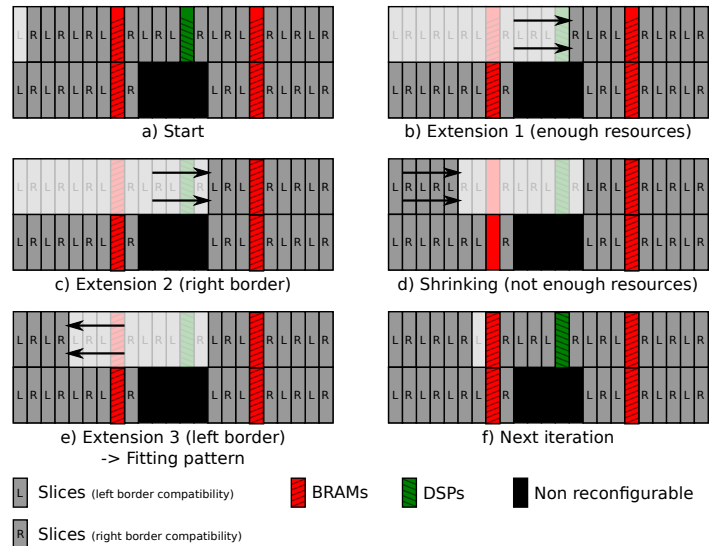 L R L R L R L R L R L R L R L R L R L R
L R L R L R L R L R L R L R L R
a) Start
L R L R L R L R L R L R L R L R L R L R
L R L R L R L R L R L R L R L R
b) Extension 1 (enough resources)
L R L R L R L R L R L R L R L R L R L R
L R L R L R L R L R L R L R L R
c) Extension 2 (right border)
L R L R L R L R L R L R L R L R L R L R
L R L R L R L R L R L R L R L R
d) Shrinking (not enough resources)
L R L R L R L R L R L R L R L R L R L R
L R L R L R L R L R L R L R L R
e) Extension 3 (left border)
-> Fitting pattern
L R L R L R L R L R L R L R L R L R L R
L R L R L R L R L R L R L R L R
f) Next iteration
L Slices (left border compatibility)
BRAMs
DSPs
Non reconfigurable
R Slices (right border compatibility)